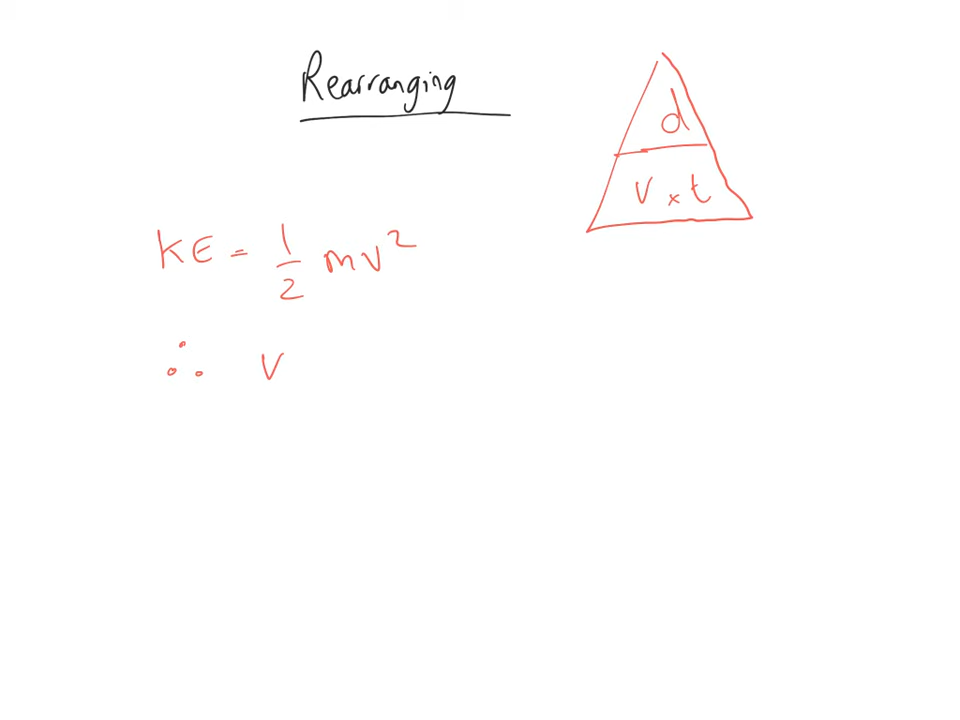 Rearranging
d
v × t
KE = 1/2 mv²
∴ v